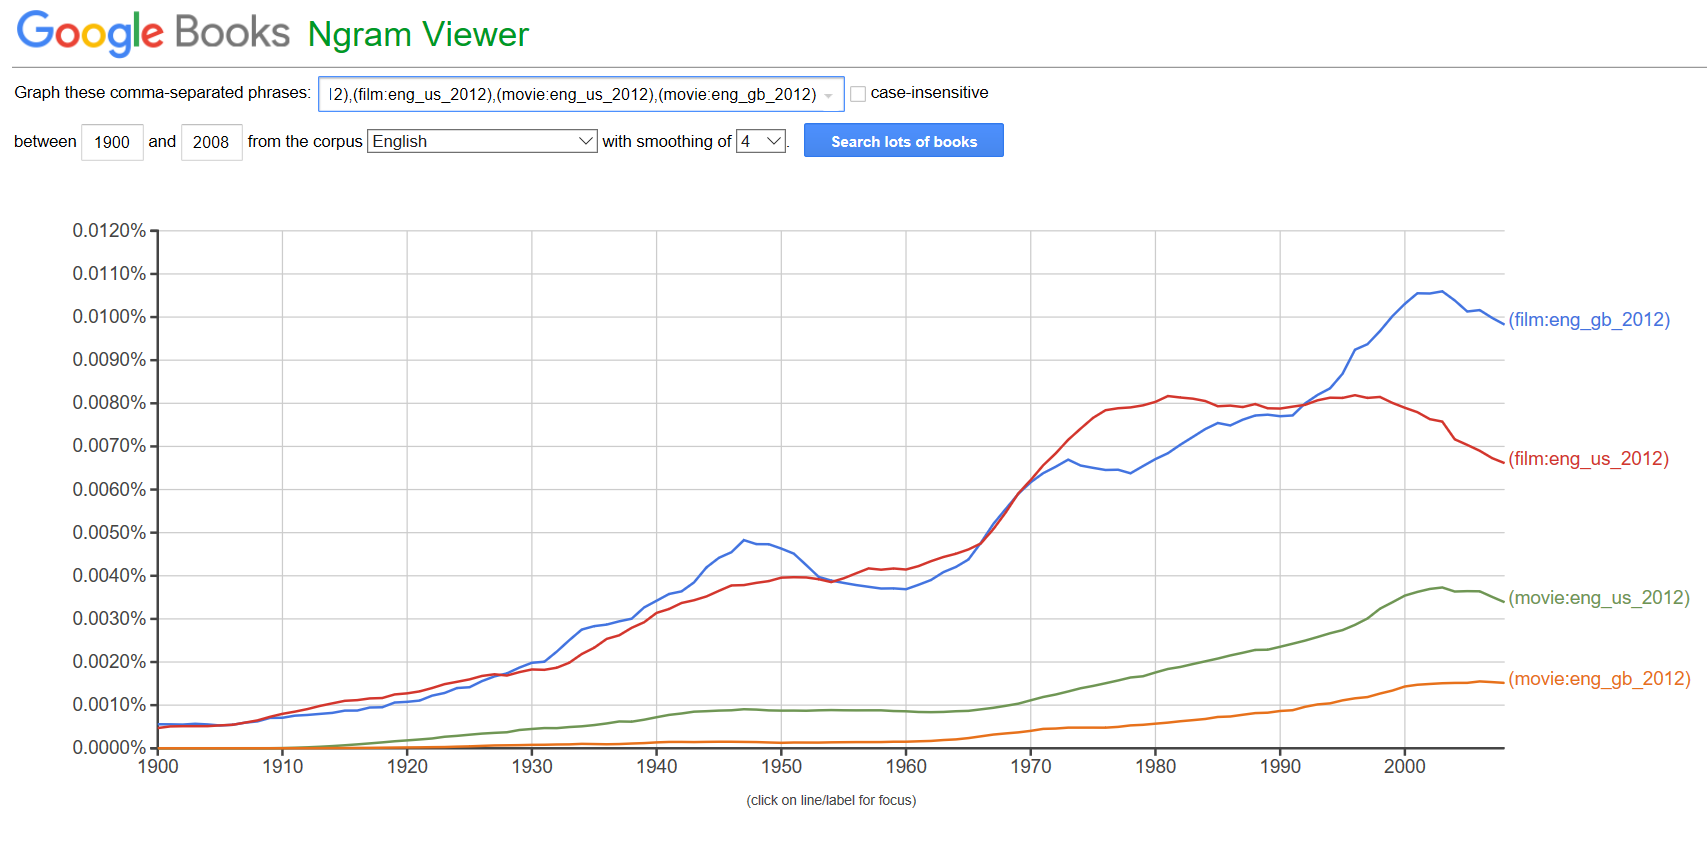 Google Books Ngram Viewer
Graph these comma-separated phrases: 12),(film:eng_us_2012),(movie:eng_us_2012),(movie:eng_gb_2012) case-insensitive
between 1900 and 2008 from the corpus English with smoothing of 4 . Search lots of books
0.0120%
0.0110%
0.0100%
(film:eng_gb_2012)
0.0090%
0.0080%
0.0070%
(film:eng_us_2012)
0.0060%
0.0050%
0.0040%
(movie:eng_us_2012)
0.0030%
0.0020%
(movie:eng_gb_2012)
0.0010%
0.0000%
1900 1910 1920 1930 1940 1950 1960 1970 1980 1990 2000
(click on line/label for focus)